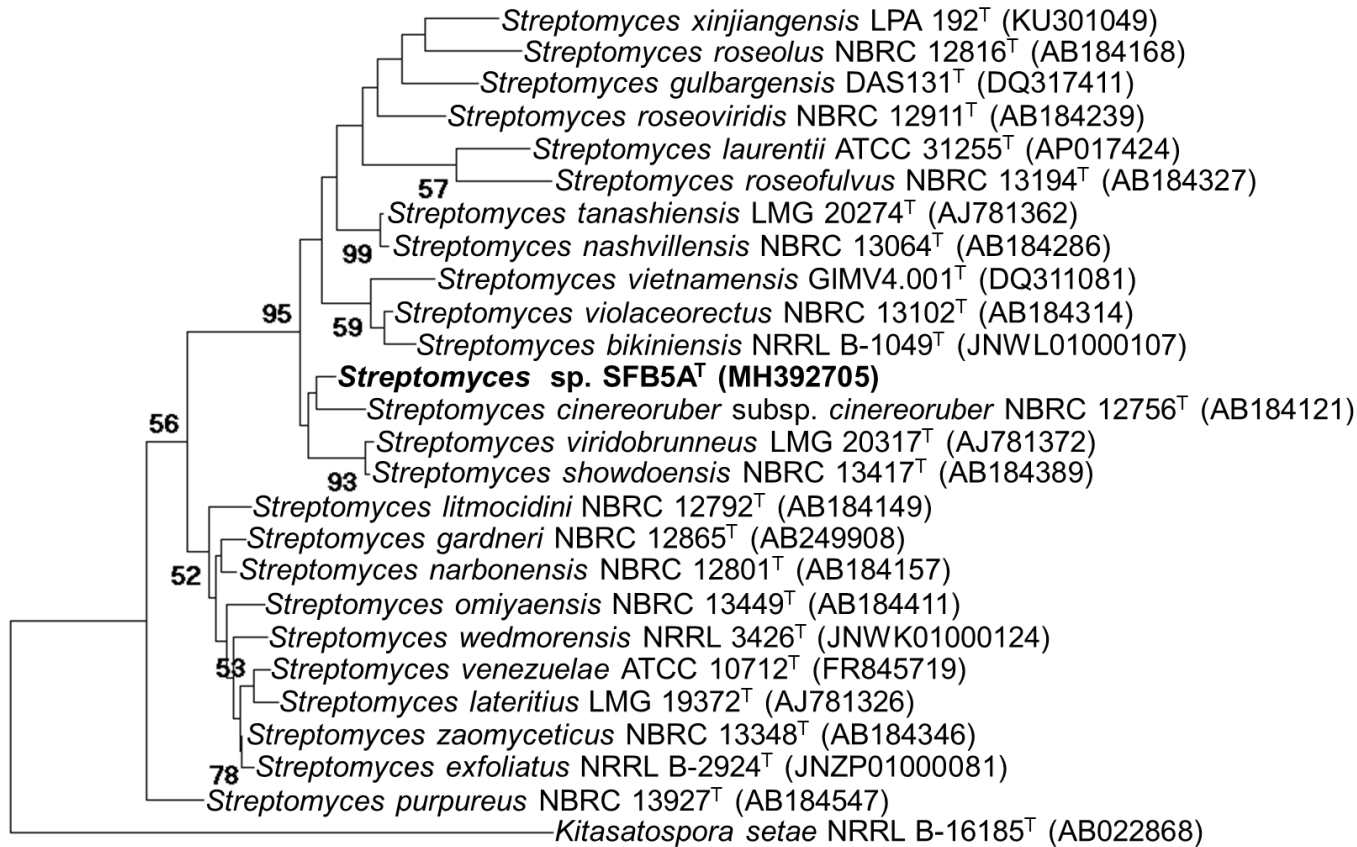 Streptomyces xinjiangensis LPA 192ᵀ (KU301049)
Streptomyces roseolus NBRC 12816ᵀ (AB184168)
Streptomyces gulbargensis DAS131ᵀ (DQ317411)
Streptomyces roseoviridis NBRC 12911ᵀ (AB184239)
Streptomyces laurentii ATCC 31255ᵀ (AP017424)
57 Streptomyces roseofulvus NBRC 13194ᵀ (AB184327)
Streptomyces tanashiensis LMG 20274ᵀ (AJ781362)
99 Streptomyces nashvillensis NBRC 13064ᵀ (AB184286)
Streptomyces vietnamensis GIMV4.001ᵀ (DQ311081)
95 Streptomyces violaceorectus NBRC 13102ᵀ (AB184314)
59 Streptomyces bikiniensis NRRL B-1049ᵀ (JNWL01000107)
Streptomyces sp. SFB5Aᵀ (MH392705)
Streptomyces cinereoruber subsp. cinereoruber NBRC 12756ᵀ (AB184121)
56 Streptomyces viridobrunneus LMG 20317ᵀ (AJ781372)
93 Streptomyces showdoensis NBRC 13417ᵀ (AB184389)
Streptomyces litmocidini NBRC 12792ᵀ (AB184149)
Streptomyces gardneri NBRC 12865ᵀ (AB249908)
52 Streptomyces narbonensis NBRC 12801ᵀ (AB184157)
Streptomyces omiyaensis NBRC 13449ᵀ (AB184411)
Streptomyces wedmorensis NRRL 3426ᵀ (JNWK01000124)
53 Streptomyces venezuelae ATCC 10712ᵀ (FR845719)
Streptomyces lateritius LMG 19372ᵀ (AJ781326)
Streptomyces zaomyceticus NBRC 13348ᵀ (AB184346)
78 Streptomyces exfoliatus NRRL B-2924ᵀ (JNZP01000081)
Streptomyces purpureus NBRC 13927ᵀ (AB184547)
Kitasatospora setae NRRL B-16185ᵀ (AB022868)